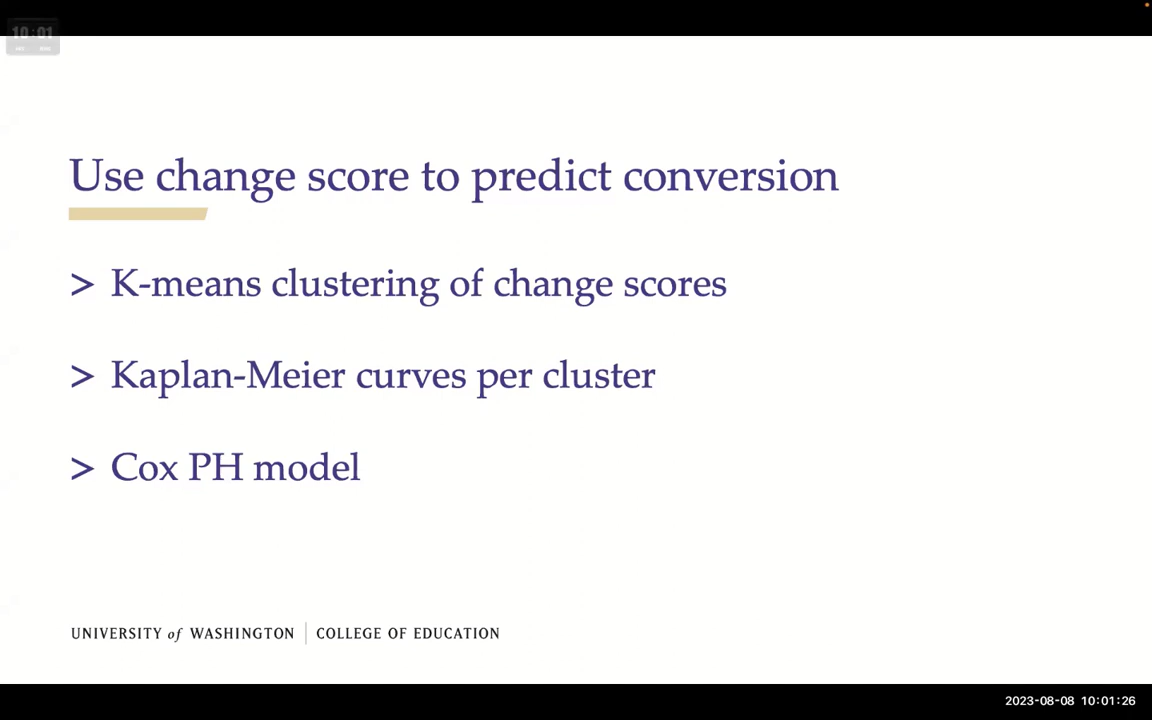 10:01
Use change score to predict conversion
> K-means clustering of change scores
> Kaplan-Meier curves per cluster
> Cox PH model
UNIVERSITY of WASHINGTON | COLLEGE OF EDUCATION
2023-08-08 10:01:26